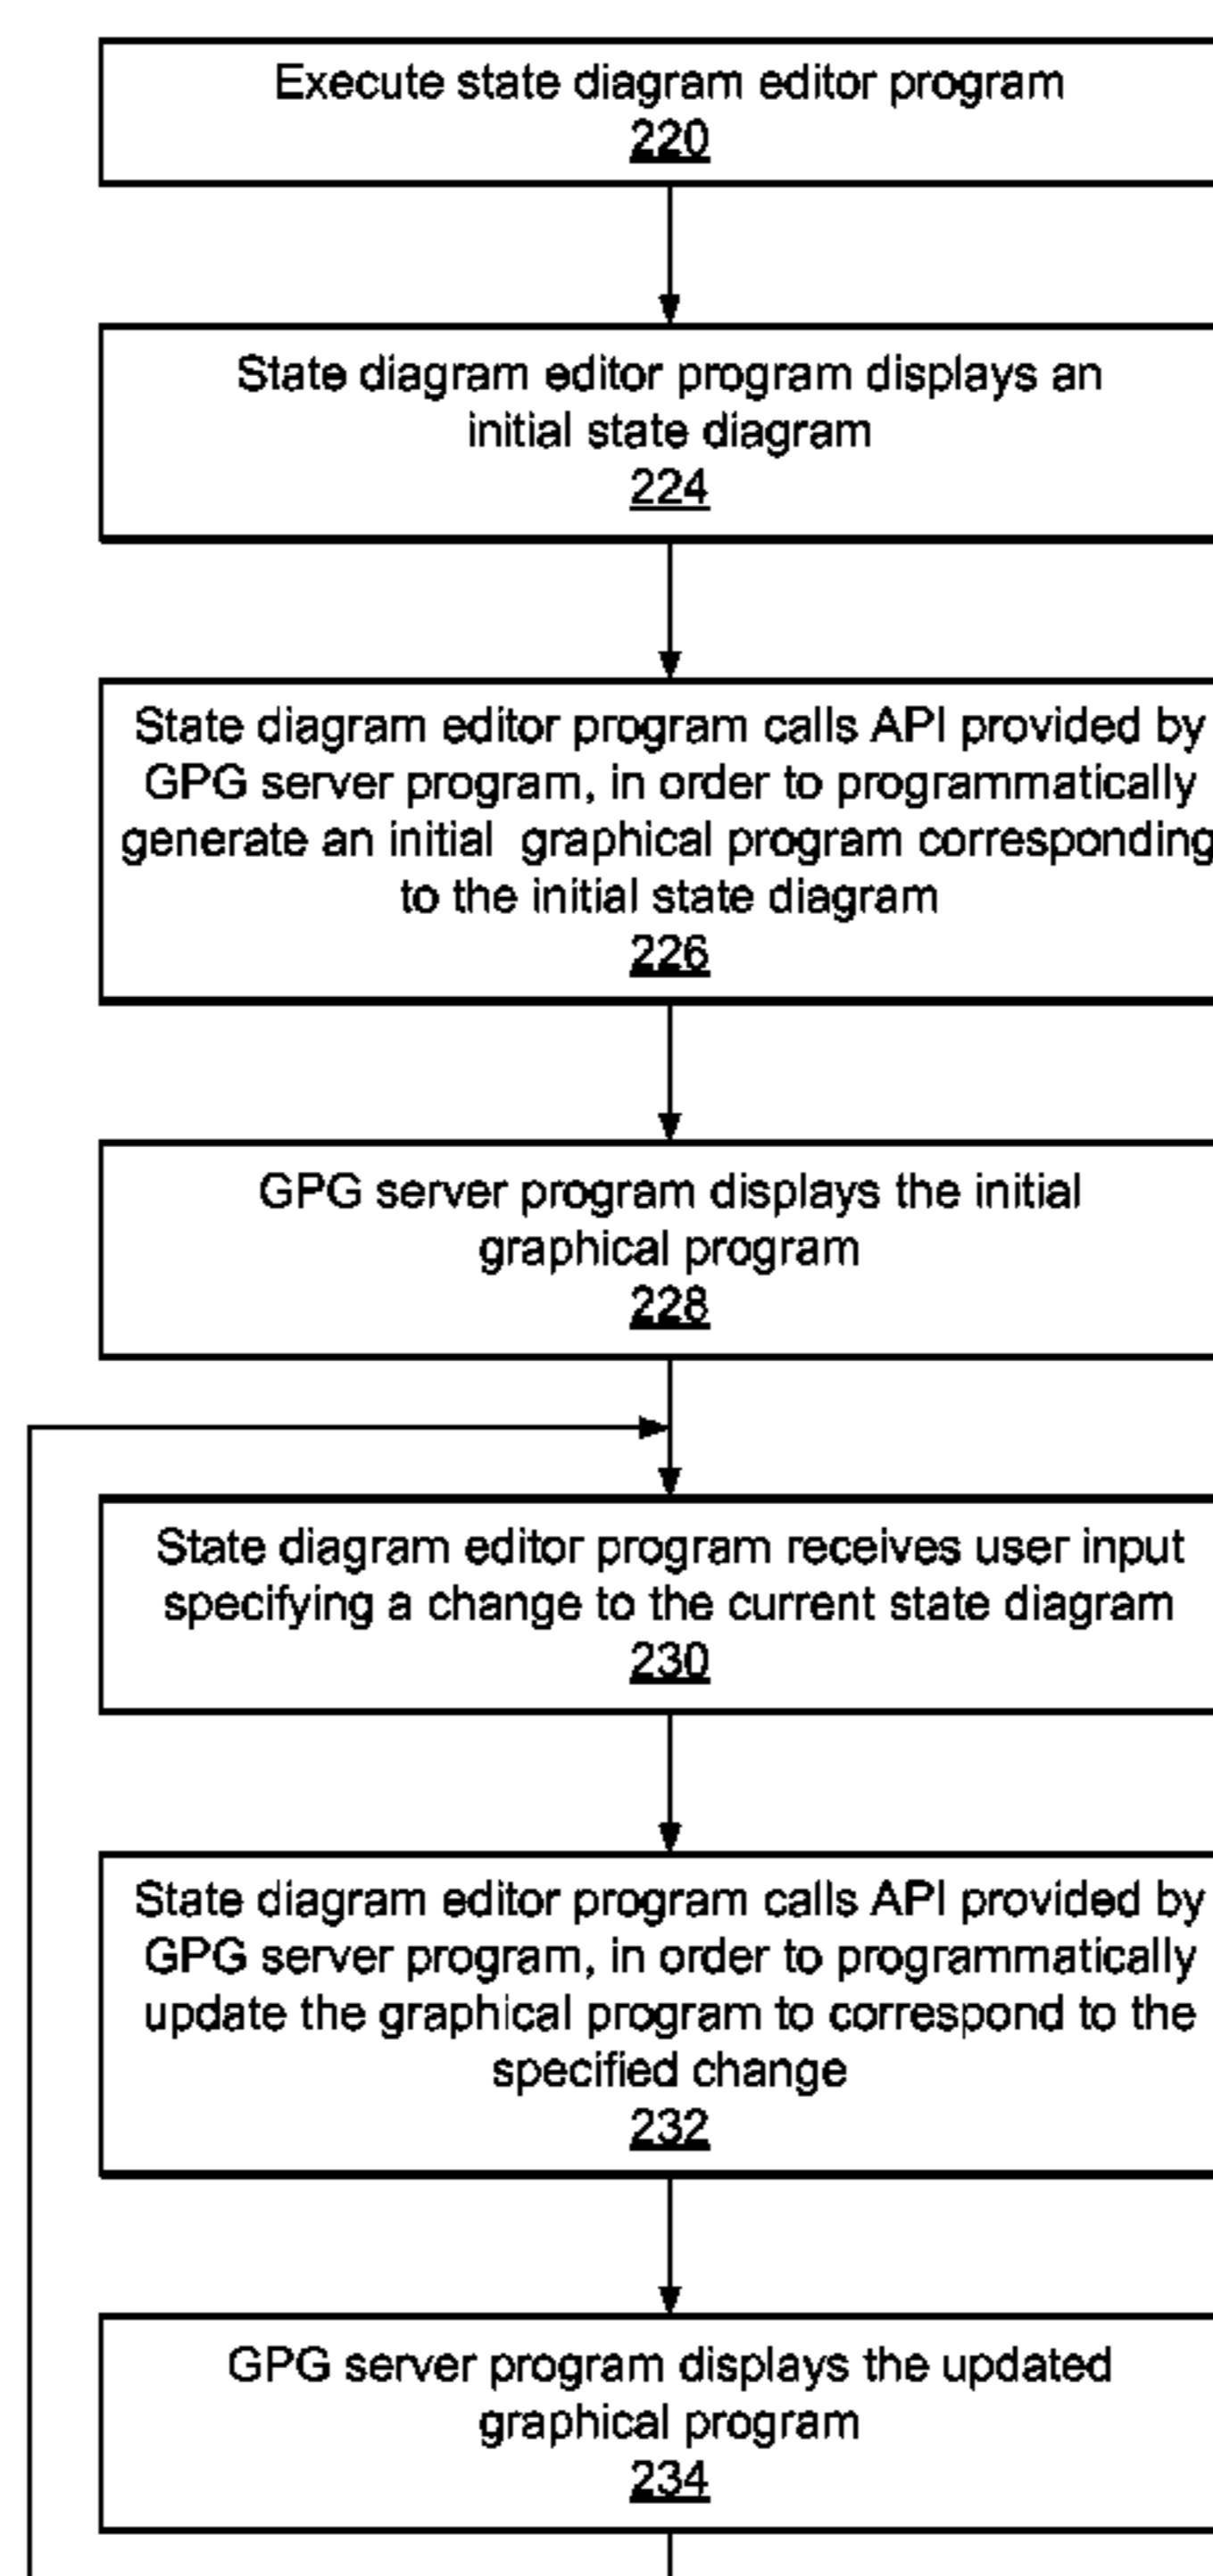 Execute state diagram editor program
220
State diagram editor program displays an
initial state diagram
224
State diagram editor program calls API provided by
GPG server program, in order to programmatically
generate an initial graphical program corresponding
to the initial state diagram
226
GPG server program displays the initial
graphical program
228
State diagram editor program receives user input
specifying a change to the current state diagram
230
State diagram editor program calls API provided by
GPG server program, in order to programmatically
update the graphical program to correspond to the
specified change
232
GPG server program displays the updated
graphical program
234